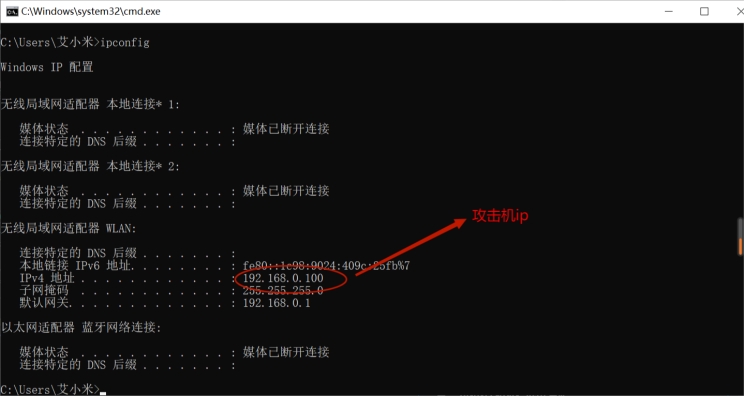 C:\Windows\system32\cmd.exe
C:\Users\艾小米>ipconfig
Windows IP 配置
无线局域网适配器 本地连接* 1:
媒体状态 . . . . . . . . . . . . : 媒体已断开连接
连接特定的 DNS 后缀 . . . . . . . :
无线局域网适配器 本地连接* 2:
媒体状态 . . . . . . . . . . . . : 媒体已断开连接
连接特定的 DNS 后缀 . . . . . . . :
无线局域网适配器 WLAN:
连接特定的 DNS 后缀 . . . . . . . :
本地链接 IPv6 地址. . . . . . . . : fe80::1c98:9024:409c:25fb%7
IPv4 地址 . . . . . . . . . . . . : 192.168.0.100
子网掩码 . . . . . . . . . . . . : 255.255.255.0
默认网关. . . . . . . . . . . . . : 192.168.0.1
以太网适配器 蓝牙网络连接:
媒体状态 . . . . . . . . . . . . : 媒体已断开连接
连接特定的 DNS 后缀 . . . . . . . :
C:\Users\艾小米>
攻击机ip